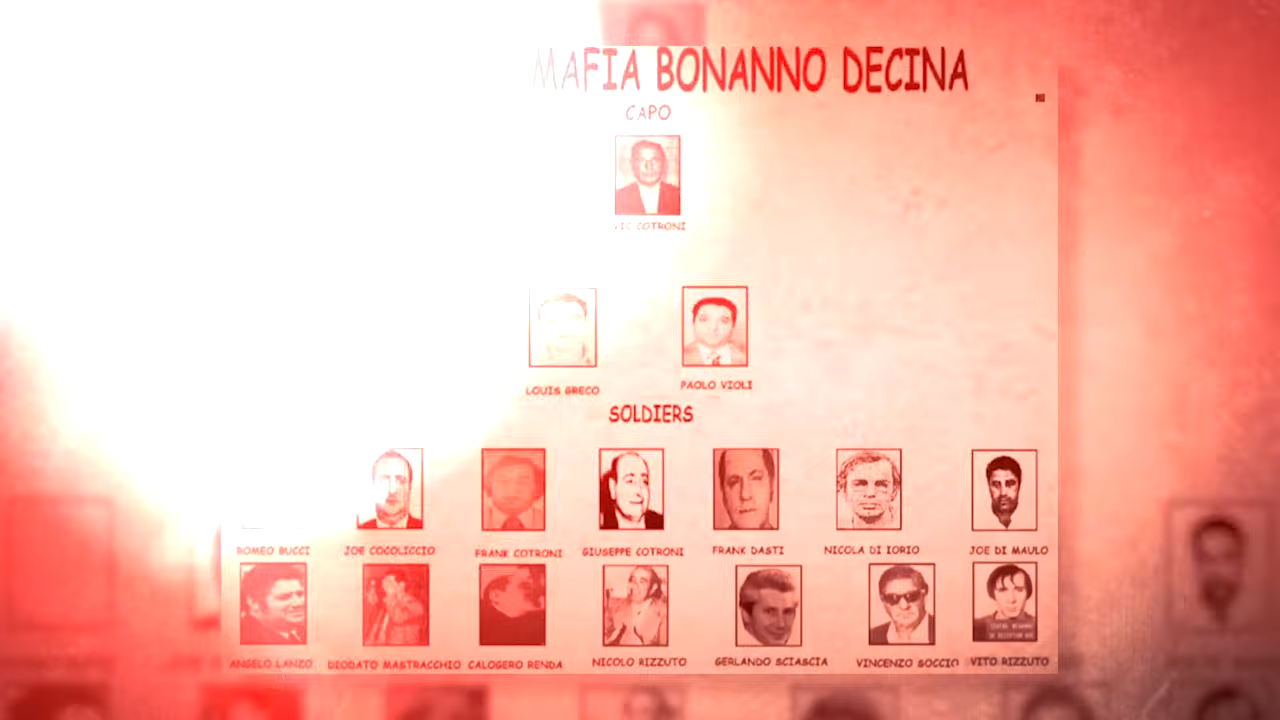 MAFIA BONANNO DECINA
CAPO
VIC COTRONI
LOUIS GRECO
PAOLO VIOLI
SOLDIERS
ROMEO BUCCI JOE COCOLICCIO FRANK COTRONI GIUSEPPE COTRONI FRANK DASTI NICOLA DI IORIO JOE DI MAULO
ANGELO LANZO DIODATO MASTRACCHIO CALOGERO RENDA NICOLO RIZZUTO GERLANDO SCIASCIA VINCENZO SOCCIO VITO RIZZUTO